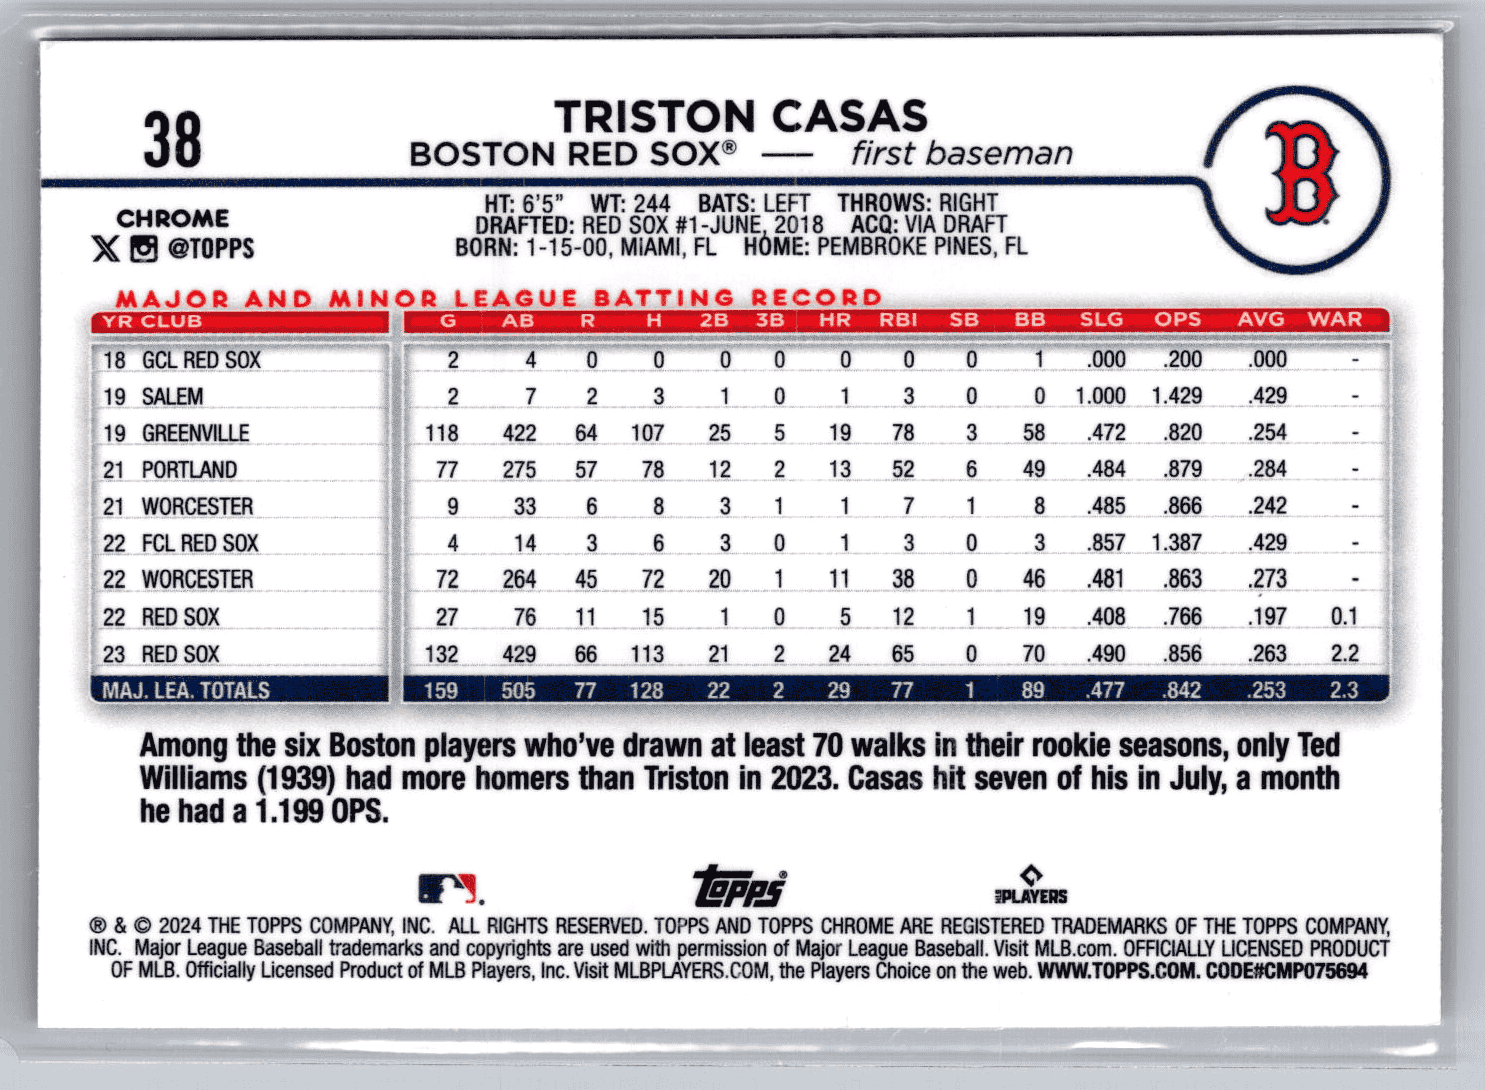 38
TRISTON CASAS
BOSTON RED SOX® — first baseman
B
HT: 6'5" WT: 244 BATS: LEFT THROWS: RIGHT
DRAFTED: RED SOX #1-JUNE, 2018 ACQ: VIA DRAFT
BORN: 1-15-00, MIAMI, FL HOME: PEMBROKE PINES, FL
CHROME
X @TOPPS
MAJOR AND MINOR LEAGUE BATTING RECORD
YR CLUB G AB R H 2B 3B HR RBI SB BB SLG OPS AVG WAR
18 GCL RED SOX 2 4 0 0 0 0 0 0 0 1 .000 .200 .000 -
19 SALEM 2 7 2 3 1 0 1 3 0 0 1.000 1.429 .429 -
19 GREENVILLE 118 422 64 107 25 5 19 78 3 58 .472 .820 .254 -
21 PORTLAND 77 275 57 78 12 2 13 52 6 49 .484 .879 .284 -
21 WORCESTER 9 33 6 8 3 1 1 7 1 8 .485 .866 .242 -
22 FCL RED SOX 4 14 3 6 3 0 1 3 0 3 .857 1.387 .429 -
22 WORCESTER 72 264 45 72 20 1 11 38 0 46 .481 .863 .273 -
22 RED SOX 27 76 11 15 1 0 5 12 1 19 .408 .766 .197 0.1
23 RED SOX 132 429 66 113 21 2 24 65 0 70 .490 .856 .263 2.2
MAJ. LEA. TOTALS 159 505 77 128 22 2 29 77 1 89 .477 .842 .253 2.3
Among the six Boston players who've drawn at least 70 walks in their rookie seasons, only Ted
Williams (1939) had more homers than Triston in 2023. Casas hit seven of his in July, a month
he had a 1.199 OPS.
Topps® PLAYERS
® & © 2024 THE TOPPS COMPANY, INC. ALL RIGHTS RESERVED. TOPPS AND TOPPS CHROME ARE REGISTERED TRADEMARKS OF THE TOPPS COMPANY,
INC. Major League Baseball trademarks and copyrights are used with permission of Major League Baseball. Visit MLB.com. OFFICIALLY LICENSED PRODUCT
OF MLB. Officially Licensed Product of MLB Players, Inc. Visit MLBPLAYERS.COM, the Players Choice on the web. WWW.TOPPS.COM. CODE#CMP075694